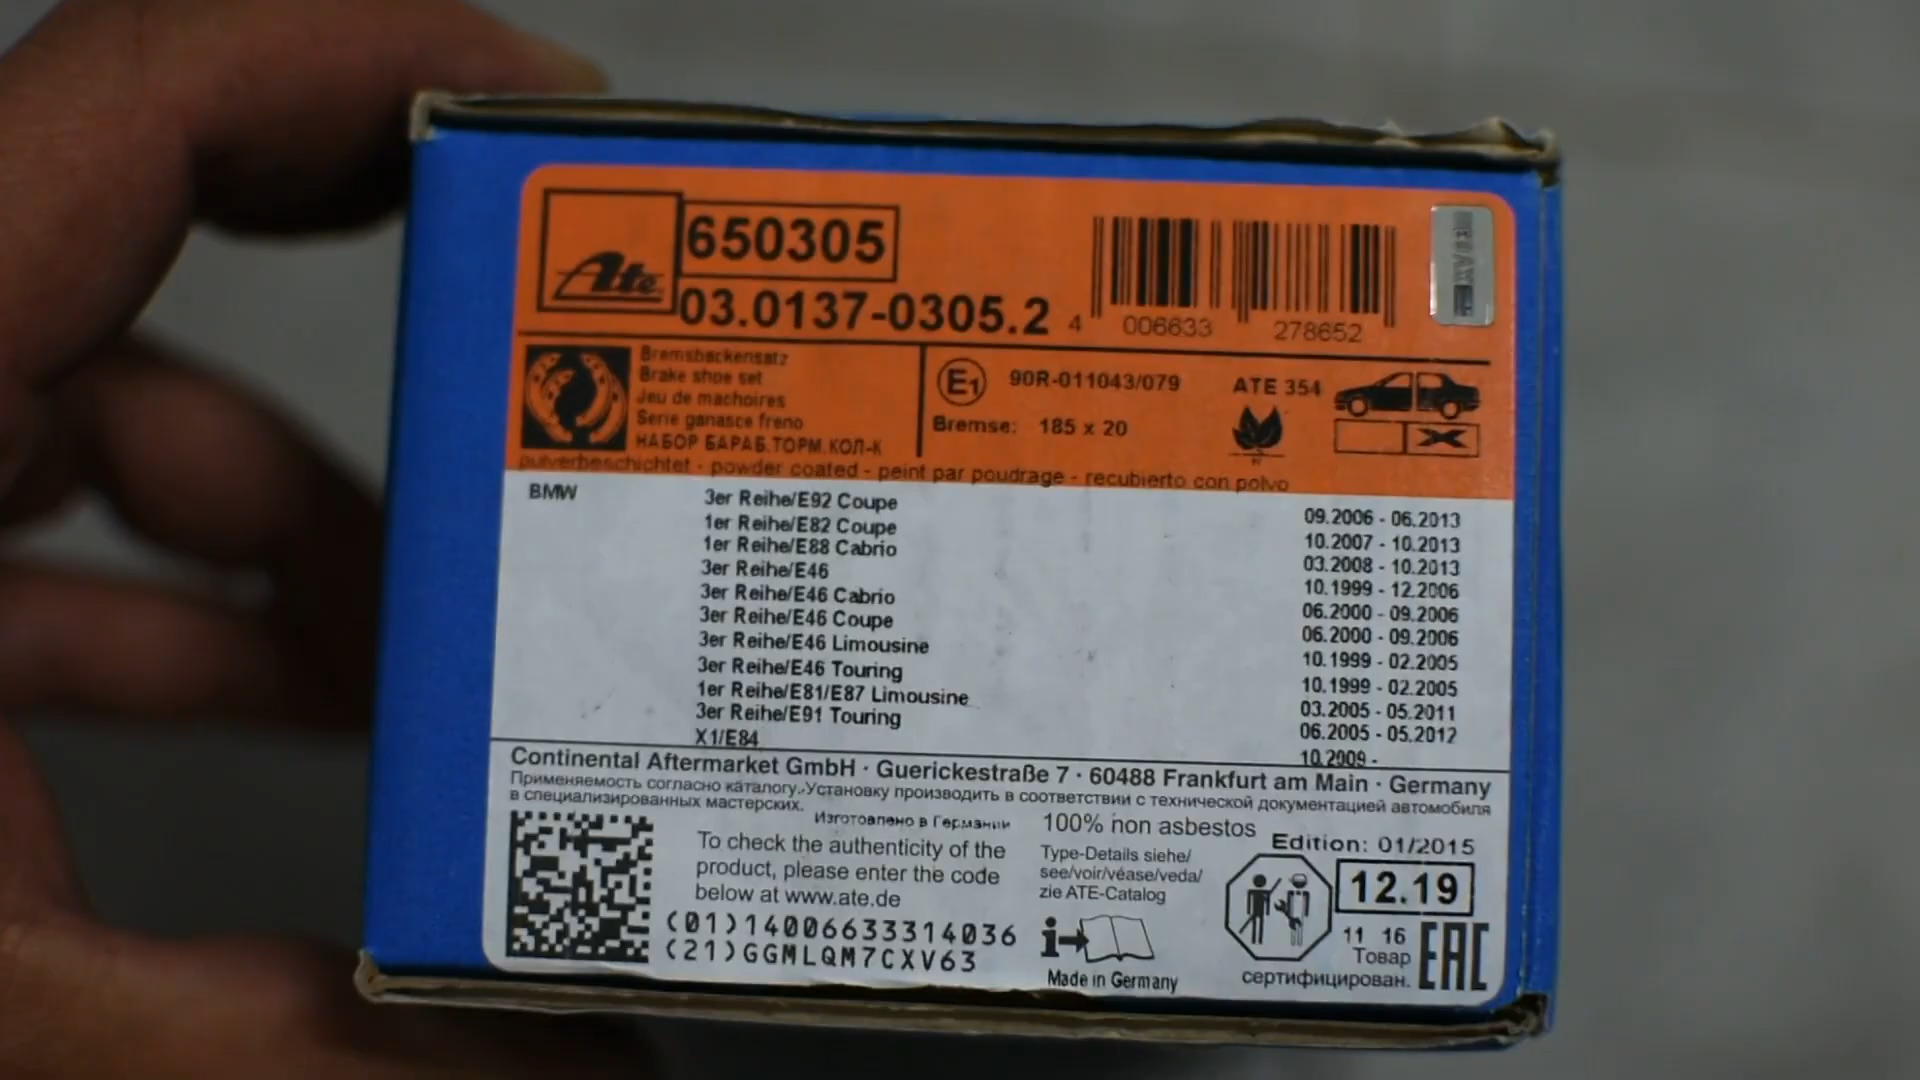 Ate
650305
03.0137-0305.2
4 006633 278652
Bremsbackensatz
Brake shoe set
Jeu de machoires
Serie ganasce freno
НАБОР БАРАБ.ТОРМ.КОЛ-К
E1 90R-011043/079
ATE 354
Bremse: 185 x 20
pulverbeschichtet - powder coated - peint par poudrage - recubierto con polvo
BMW 3er Reihe/E92 Coupe 09.2006 - 06.2013
1er Reihe/E82 Coupe 10.2007 - 10.2013
1er Reihe/E88 Cabrio 03.2008 - 10.2013
3er Reihe/E46 10.1999 - 12.2006
3er Reihe/E46 Cabrio 06.2000 - 09.2006
3er Reihe/E46 Coupe 06.2000 - 09.2006
3er Reihe/E46 Limousine 10.1999 - 02.2005
3er Reihe/E46 Touring 10.1999 - 02.2005
1er Reihe/E81/E87 Limousine 03.2005 - 05.2011
3er Reihe/E91 Touring 06.2005 - 05.2012
X1/E84 10.2009 -
Continental Aftermarket GmbH · Guerickestraße 7 · 60488 Frankfurt am Main · Germany
Применяемость согласно каталогу. Установку производить в соответствии с технической документацией автомобиля
в специализированных мастерских.
Изготовлено в Германии
100% non asbestos
To check the authenticity of the
product, please enter the code
below at www.ate.de
(01)14006633314036
(21)GGMLQM7CXV63
Type-Details siehe/
see/voir/véase/veda/
zie ATE-Catalog
Made in Germany
Edition: 01/2015
12.19
11 16
Товар
сертифицирован.
EAC